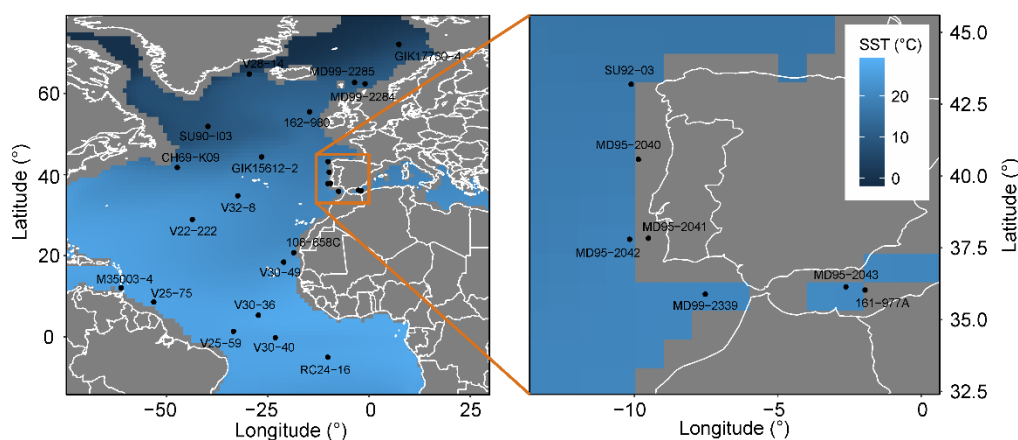 GIK17760-4
V28-14
MD99-2285
MD99-2284
162-980
SU90-I03
CH69-K09
GIK15612-2
V32-8
V22-222
108-658C
V30-49
M35003-4
V25-75
V30-36
V25-59
V30-40
RC24-16
60
40
20
0
Latitude (°)
−50
−25
0
25
Longitude (°)
SST (°C)
20
10
0
SU92-03
MD95-2040
MD95-2041
MD95-2042
MD95-2043
MD99-2339
161-977A
45.0
42.5
40.0
37.5
35.0
32.5
Latitude (°)
−10
−5
0
Longitude (°)